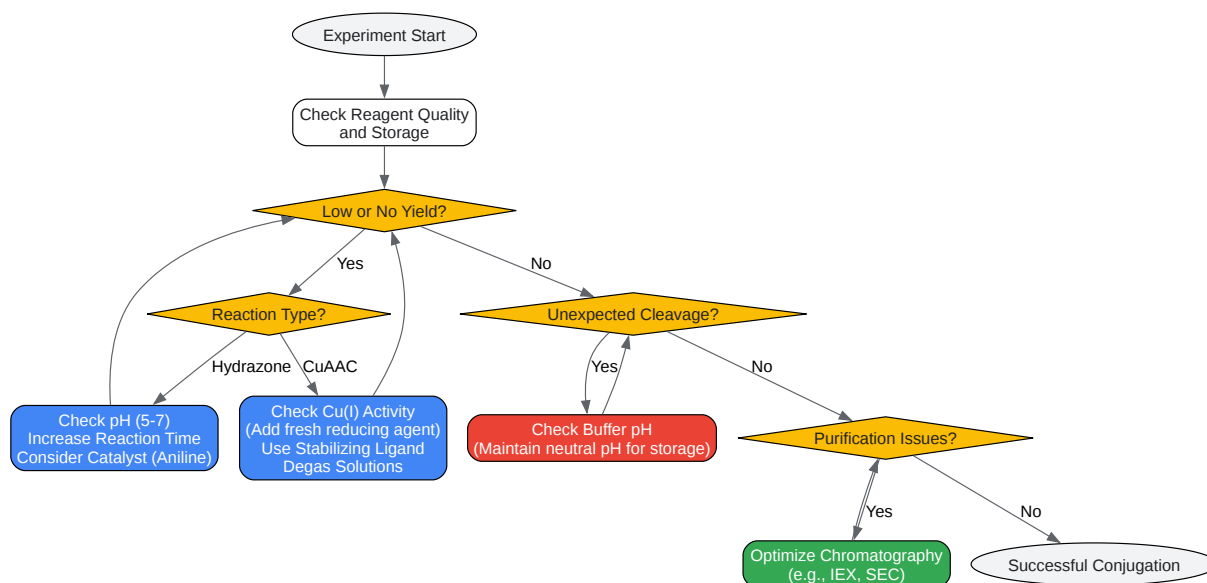 Experiment Start
Check Reagent Quality
and Storage
Low or No Yield?
Yes
No
Reaction Type?
Unexpected Cleavage?
Hydrazone
CuAAC
Yes
No
Check pH (5-7)
Increase Reaction Time
Consider Catalyst (Aniline)
Check Cu(I) Activity
(Add fresh reducing agent)
Use Stabilizing Ligand
Degas Solutions
Check Buffer pH
(Maintain neutral pH for storage)
Purification Issues?
Yes
No
Optimize Chromatography
(e.g., IEX, SEC)
Successful Conjugation